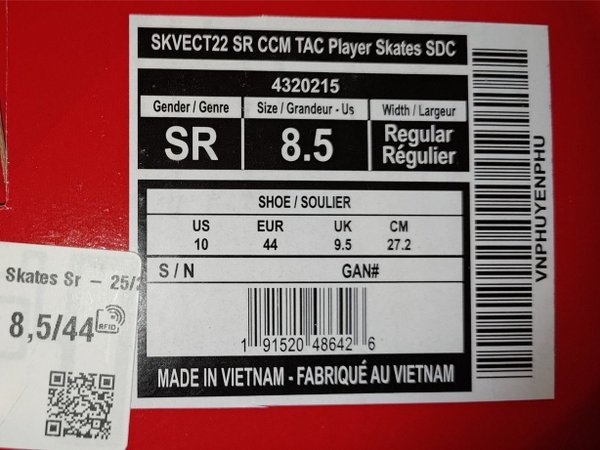 SKVECT22 SR CCM TAC Player Skates SDC
4320215
Gender / Genre
SR
Size / Grandeur - Us
8.5
Width / Largeur
Regular
Régulier
SHOE / SOULIER
US EUR UK CM
10 44 9.5 27.2
S / N GAN#
1 91520 48642 6
MADE IN VIETNAM - FABRIQUÉ AU VIETNAM
VNPHUYENPHU
Skates Sr – 25/
8,5/44
RFID